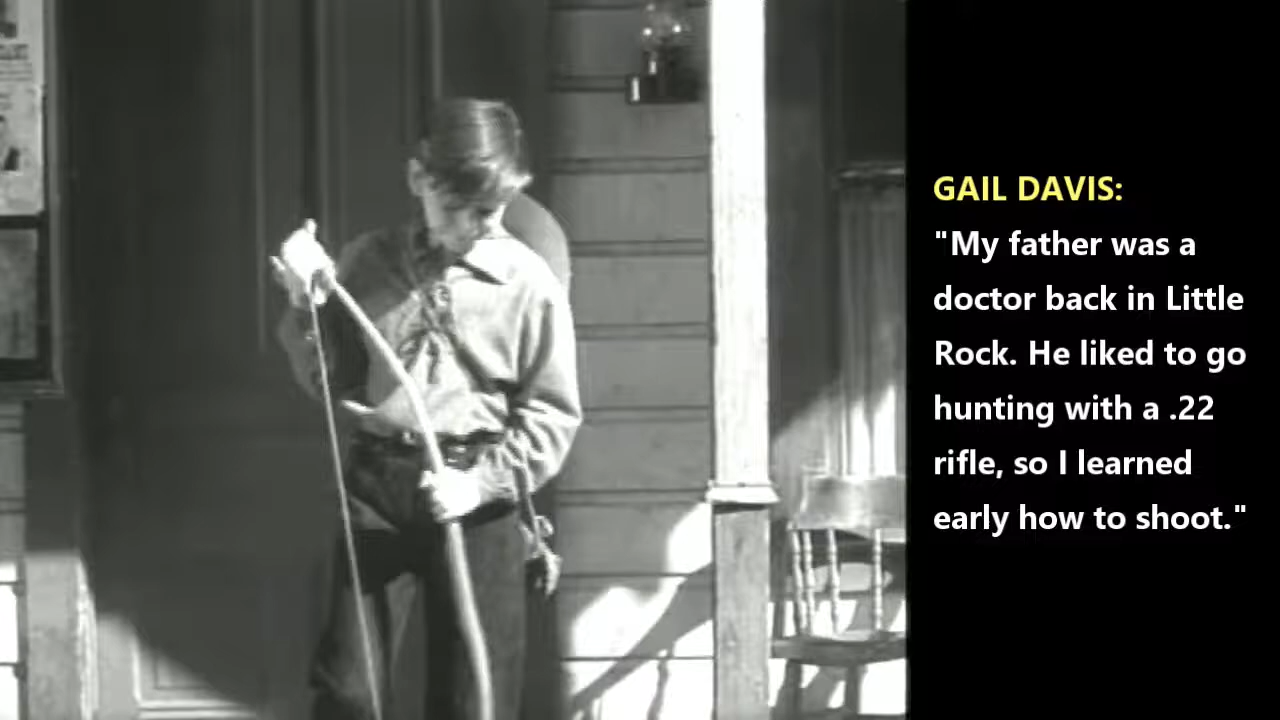 GAIL DAVIS:
"My father was a
doctor back in Little
Rock. He liked to go
hunting with a .22
rifle, so I learned
early how to shoot."